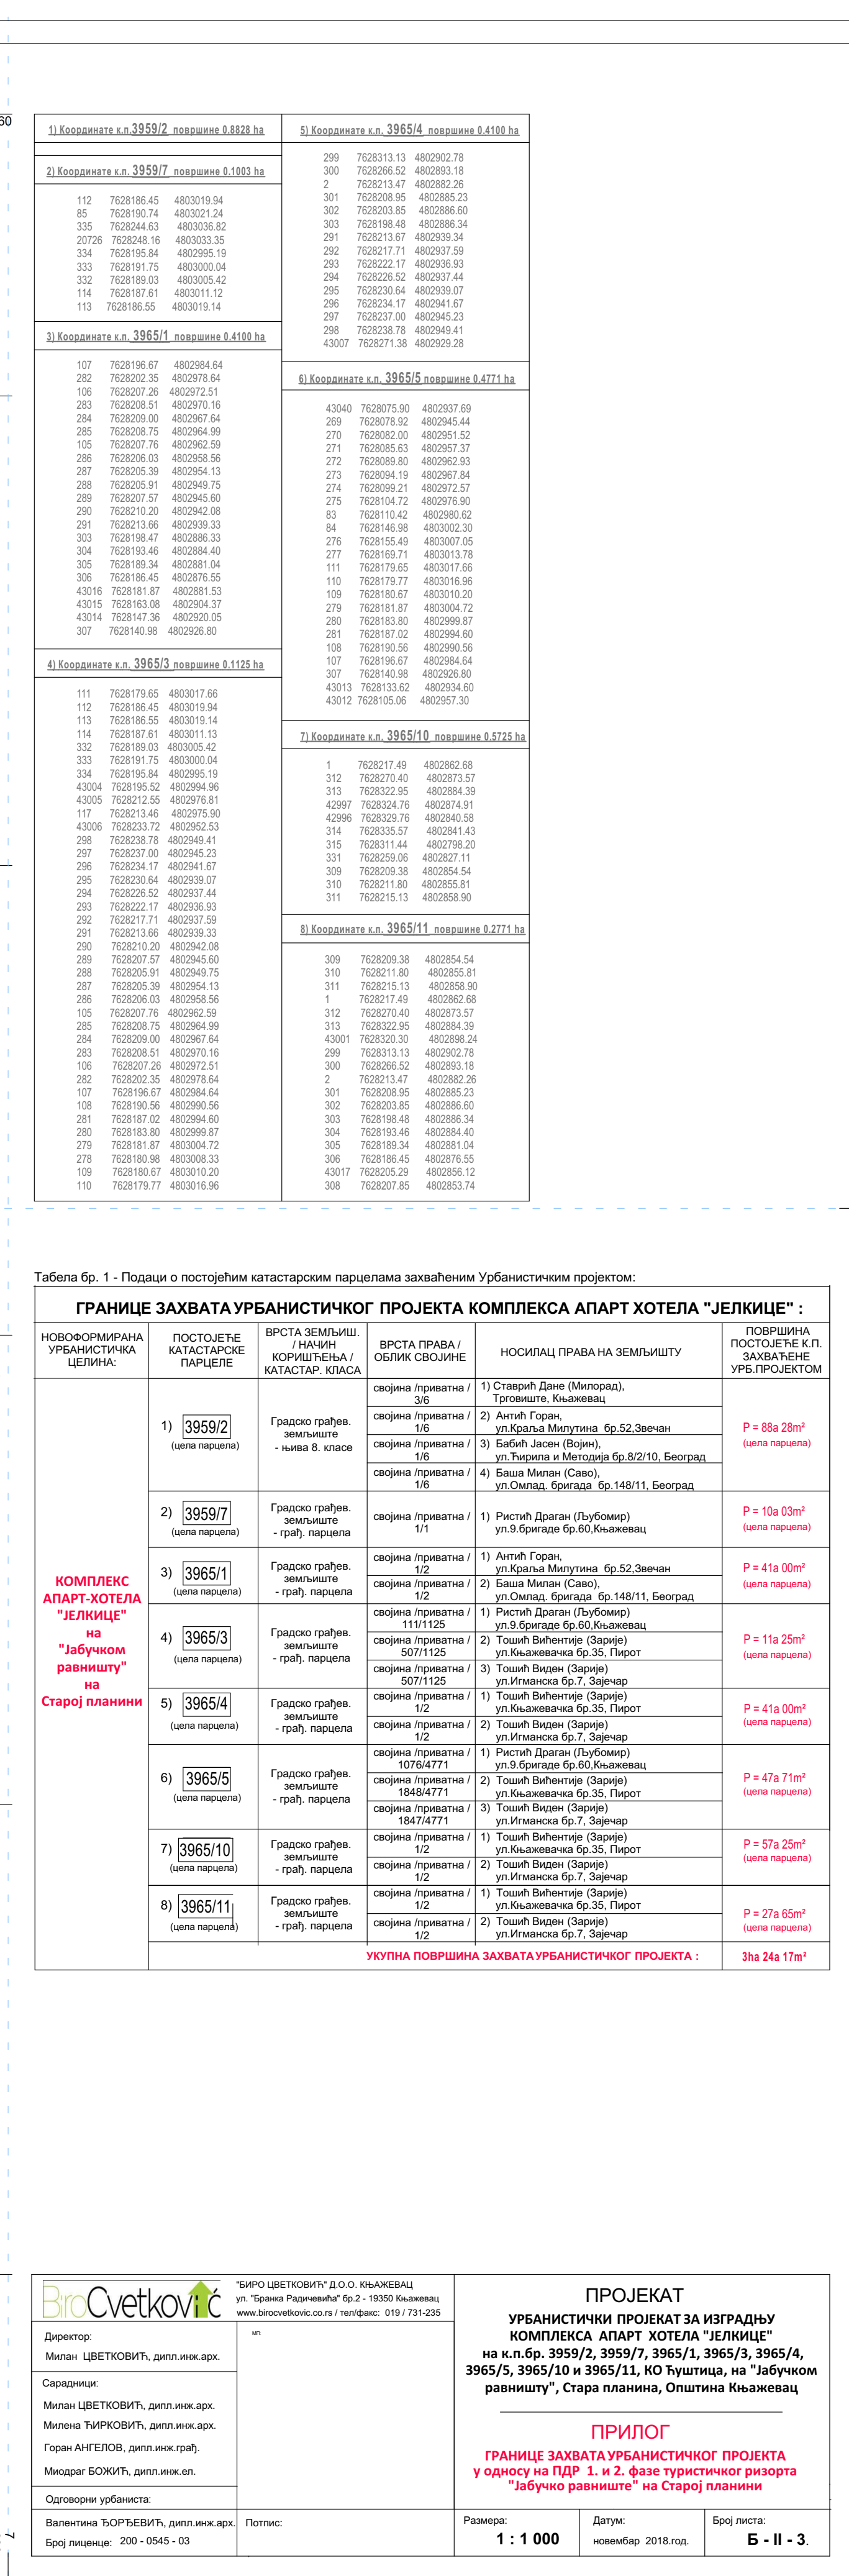 60
1) Координате к.п.3959/2 површине 0.8828 ha
2) Координате к.п. 3959/7 површине 0.1003 ha
112 7628186.45 4803019.94
85 7628190.74 4803021.24
335 7628244.63 4803036.82
20726 7628248.16 4803033.35
334 7628195.84 4802995.19
333 7628191.75 4803000.04
332 7628189.03 4803005.42
114 7628187.61 4803011.12
113 7628186.55 4803019.14
3) Координате к.п. 3965/1 површине 0.4100 ha
107 7628196.67 4802984.64
282 7628202.35 4802978.64
106 7628207.26 4802972.51
283 7628208.51 4802970.16
284 7628209.00 4802967.64
285 7628208.75 4802964.99
105 7628207.76 4802962.59
286 7628206.03 4802958.56
287 7628205.39 4802954.13
288 7628205.91 4802949.75
289 7628207.57 4802945.60
290 7628210.20 4802942.08
291 7628213.66 4802939.33
303 7628198.47 4802886.33
304 7628193.46 4802884.40
305 7628189.34 4802881.04
306 7628186.45 4802876.55
43016 7628181.87 4802881.53
43015 7628163.08 4802904.37
43014 7628147.36 4802920.05
307 7628140.98 4802926.80
4) Координате к.п. 3965/3 површине 0.1125 ha
111 7628179.65 4803017.66
112 7628186.45 4803019.94
113 7628186.55 4803019.14
114 7628187.61 4803011.13
332 7628189.03 4803005.42
333 7628191.75 4803000.04
334 7628195.84 4802995.19
43004 7628195.52 4802994.96
43005 7628212.55 4802976.81
117 7628213.46 4802975.90
43006 7628233.72 4802952.53
298 7628238.78 4802949.41
297 7628237.00 4802945.23
296 7628234.17 4802941.67
295 7628230.64 4802939.07
294 7628226.52 4802937.44
293 7628222.17 4802936.93
292 7628217.71 4802937.59
291 7628213.66 4802939.33
290 7628210.20 4802942.08
289 7628207.57 4802945.60
288 7628205.91 4802949.75
287 7628205.39 4802954.13
286 7628206.03 4802958.56
105 7628207.76 4802962.59
285 7628208.75 4802964.99
284 7628209.00 4802967.64
283 7628208.51 4802970.16
106 7628207.26 4802972.51
282 7628202.35 4802978.64
107 7628196.67 4802984.64
108 7628190.56 4802990.56
281 7628187.02 4802994.60
280 7628183.80 4802999.87
279 7628181.87 4803004.72
278 7628180.98 4803008.33
109 7628180.67 4803010.20
110 7628179.77 4803016.96
5) Координате к.п. 3965/4 површине 0.4100 ha
299 7628313.13 4802902.78
300 7628266.52 4802893.18
2 7628213.47 4802882.26
301 7628208.95 4802885.23
302 7628203.85 4802886.60
303 7628198.48 4802886.34
291 7628213.67 4802939.34
292 7628217.71 4802937.59
293 7628222.17 4802936.93
294 7628226.52 4802937.44
295 7628230.64 4802939.07
296 7628234.17 4802941.67
297 7628237.00 4802945.23
298 7628238.78 4802949.41
43007 7628271.38 4802929.28
6) Координате к.п. 3965/5 површине 0.4771 ha
43040 7628075.90 4802937.69
269 7628078.92 4802945.44
270 7628082.00 4802951.52
271 7628085.63 4802957.37
272 7628089.80 4802962.93
273 7628094.19 4802967.84
274 7628099.21 4802972.57
275 7628104.72 4802976.90
83 7628110.42 4802980.62
84 7628146.98 4803002.30
276 7628155.49 4803007.05
277 7628169.71 4803013.78
111 7628179.65 4803017.66
110 7628179.77 4803016.96
109 7628180.67 4803010.20
279 7628181.87 4803004.72
280 7628183.80 4802999.87
281 7628187.02 4802994.60
108 7628190.56 4802990.56
107 7628196.67 4802984.64
307 7628140.98 4802926.80
43013 7628133.62 4802934.60
43012 7628105.06 4802957.30
7) Координате к.п. 3965/10 површине 0.5725 ha
1 7628217.49 4802862.68
312 7628270.40 4802873.57
313 7628322.95 4802884.39
42997 7628324.76 4802874.91
42996 7628329.76 4802840.58
314 7628335.57 4802841.43
315 7628311.44 4802798.20
331 7628259.06 4802827.11
309 7628209.38 4802854.54
310 7628211.80 4802855.81
311 7628215.13 4802858.90
8) Координате к.п. 3965/11 површине 0.2771 ha
309 7628209.38 4802854.54
310 7628211.80 4802855.81
311 7628215.13 4802858.90
1 7628217.49 4802862.68
312 7628270.40 4802873.57
313 7628322.95 4802884.39
43001 7628320.30 4802898.24
299 7628313.13 4802902.78
300 7628266.52 4802893.18
2 7628213.47 4802882.26
301 7628208.95 4802885.23
302 7628203.85 4802886.60
303 7628198.48 4802886.34
304 7628193.46 4802884.40
305 7628189.34 4802881.04
306 7628186.45 4802876.55
43017 7628205.29 4802856.12
308 7628207.85 4802853.74
Табела бр. 1 - Подаци о постојећим катастарским парцелама захваћеним Урбанистичким пројектом:
ГРАНИЦЕ ЗАХВАТА УРБАНИСТИЧКОГ ПРОЈЕКТА КОМПЛЕКСА АПАРТ ХОТЕЛА "ЈЕЛКИЦЕ" :
НОВОФОРМИРАНА
УРБАНИСТИЧКА
ЦЕЛИНА:
ПОСТОЈЕЋЕ
КАТАСТАРСКЕ
ПАРЦЕЛЕ
ВРСТА ЗЕМЉИШ.
/ НАЧИН
КОРИШЋЕЊА /
КАТАСТАР. КЛАСА
ВРСТА ПРАВА /
ОБЛИК СВОЈИНЕ
НОСИЛАЦ ПРАВА НА ЗЕМЉИШТУ
ПОВРШИНА
ПОСТОЈЕЋЕ К.П.
ЗАХВАЋЕНЕ
УРБ.ПРОЈЕКТОМ
КОМПЛЕКС
АПАРТ-ХОТЕЛА
"ЈЕЛКИЦЕ"
на
"Јабучком
равништу"
на
Старој планини
1) 3959/2
(цела парцела)
Градско грађев.
земљиште
- њива 8. класе
својина /приватна /
3/6
1) Ставрић Дане (Милорад),
Трговиште, Књажевац
својина /приватна /
1/6
2) Антић Горан,
ул.Краља Милутина бр.52,Звечан
својина /приватна /
1/6
3) Бабић Јасен (Војин),
ул.Ћирила и Методија бр.8/2/10, Београд
својина /приватна /
1/6
4) Баша Милан (Саво),
ул.Омлад. бригада бр.148/11, Београд
P = 88a 28m²
(цела парцела)
2) 3959/7
(цела парцела)
Градско грађев.
земљиште
- грађ. парцела
својина /приватна /
1/1
1) Ристић Драган (Љубомир)
ул.9.бригаде бр.60,Књажевац
P = 10a 03m²
(цела парцела)
3) 3965/1
(цела парцела)
Градско грађев.
земљиште
- грађ. парцела
својина /приватна /
1/2
1) Антић Горан,
ул.Краља Милутина бр.52,Звечан
својина /приватна /
1/2
2) Баша Милан (Саво),
ул.Омлад. бригада бр.148/11, Београд
P = 41a 00m²
(цела парцела)
4) 3965/3
(цела парцела)
Градско грађев.
земљиште
- грађ. парцела
својина /приватна /
111/1125
1) Ристић Драган (Љубомир)
ул.9.бригаде бр.60,Књажевац
својина /приватна /
507/1125
2) Тошић Вићентије (Зарије)
ул.Књажевачка бр.35, Пирот
својина /приватна /
507/1125
3) Тошић Виден (Зарије)
ул.Игманска бр.7, Зајечар
P = 11a 25m²
(цела парцела)
5) 3965/4
(цела парцела)
Градско грађев.
земљиште
- грађ. парцела
својина /приватна /
1/2
1) Тошић Вићентије (Зарије)
ул.Књажевачка бр.35, Пирот
својина /приватна /
1/2
2) Тошић Виден (Зарије)
ул.Игманска бр.7, Зајечар
P = 41a 00m²
(цела парцела)
6) 3965/5
(цела парцела)
Градско грађев.
земљиште
- грађ. парцела
својина /приватна /
1076/4771
1) Ристић Драган (Љубомир)
ул.9.бригаде бр.60,Књажевац
својина /приватна /
1848/4771
2) Тошић Вићентије (Зарије)
ул.Књажевачка бр.35, Пирот
својина /приватна /
1847/4771
3) Тошић Виден (Зарије)
ул.Игманска бр.7, Зајечар
P = 47a 71m²
(цела парцела)
7) 3965/10
(цела парцела)
Градско грађев.
земљиште
- грађ. парцела
својина /приватна /
1/2
1) Тошић Вићентије (Зарије)
ул.Књажевачка бр.35, Пирот
својина /приватна /
1/2
2) Тошић Виден (Зарије)
ул.Игманска бр.7, Зајечар
P = 57a 25m²
(цела парцела)
8) 3965/11
(цела парцела)
Градско грађев.
земљиште
- грађ. парцела
својина /приватна /
1/2
1) Тошић Вићентије (Зарије)
ул.Књажевачка бр.35, Пирот
својина /приватна /
1/2
2) Тошић Виден (Зарије)
ул.Игманска бр.7, Зајечар
P = 27a 65m²
(цела парцела)
УКУПНА ПОВРШИНА ЗАХВАТА УРБАНИСТИЧКОГ ПРОЈЕКТА :
3ha 24a 17m²
BiroCvetković
"БИРО ЦВЕТКОВИЋ" Д.О.О. КЊАЖЕВАЦ
ул. "Бранка Радичевића" бр.2 - 19350 Књажевац
www.birocvetkovic.co.rs / тел/факс: 019 / 731-235
Директор:
Милан ЦВЕТКОВИЋ, дипл.инж.арх.
МП.
Сарадници:
Милан ЦВЕТКОВИЋ, дипл.инж.арх.
Милена ЋИРКОВИЋ, дипл.инж.арх.
Горан АНГЕЛОВ, дипл.инж.грађ.
Миодраг БОЖИЋ, дипл.инж.ел.
Одговорни урбаниста:
Валентина ЂОРЂЕВИЋ, дипл.инж.арх.
Број лиценце: 200 - 0545 - 03
Потпис:
ПРОЈЕКАТ
УРБАНИСТИЧКИ ПРОЈЕКАТ ЗА ИЗГРАДЊУ
КОМПЛЕКСА АПАРТ ХОТЕЛА "ЈЕЛКИЦЕ"
на к.п.бр. 3959/2, 3959/7, 3965/1, 3965/3, 3965/4,
3965/5, 3965/10 и 3965/11, КО Ћуштица, на "Јабучком
равништу", Стара планина, Општина Књажевац
ПРИЛОГ
ГРАНИЦЕ ЗАХВАТА УРБАНИСТИЧКОГ ПРОЈЕКТА
у односу на ПДР 1. и 2. фазе туристичког ризорта
"Јабучко равниште" на Старој планини
Размера:
1 : 1 000
Датум:
новембар 2018.год.
Број листа:
Б - II - 3.
7